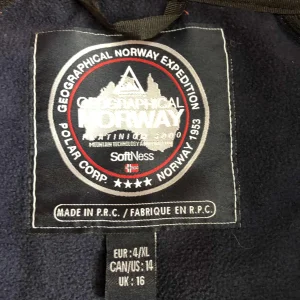 GEOGRAPHICAL NORWAY EXPEDITION
GEOGRAPHICAL
NORWAY
SoftNess
POLAR CORP. ★★★★ NORWAY 1953
MADE IN P.R.C. / FABRIQUE EN R.P.C.
EUR : 4/XL
CAN/US : 14
UK : 16